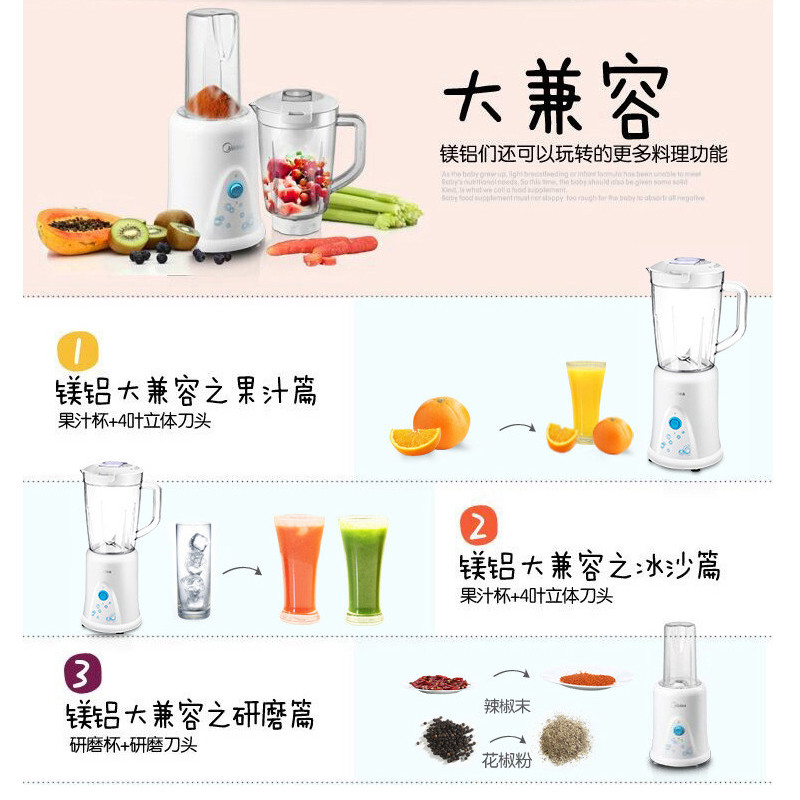 大兼容
镁铝们还可以玩转的更多料理功能
As the baby grew up, light breastfeeding or infant formula has been unable to meet
Baby's nutritional needs. So this time, the baby should also be given some solid
Kind, is what we call a food supplement.
Baby food supplement must not sloppy, too rough for the baby to absorb all negative
Midea
1
镁铝大兼容之果汁篇
果汁杯+4叶立体刀头
2
镁铝大兼容之冰沙篇
果汁杯+4叶立体刀头
3
镁铝大兼容之研磨篇
研磨杯+研磨刀头
辣椒末
花椒粉